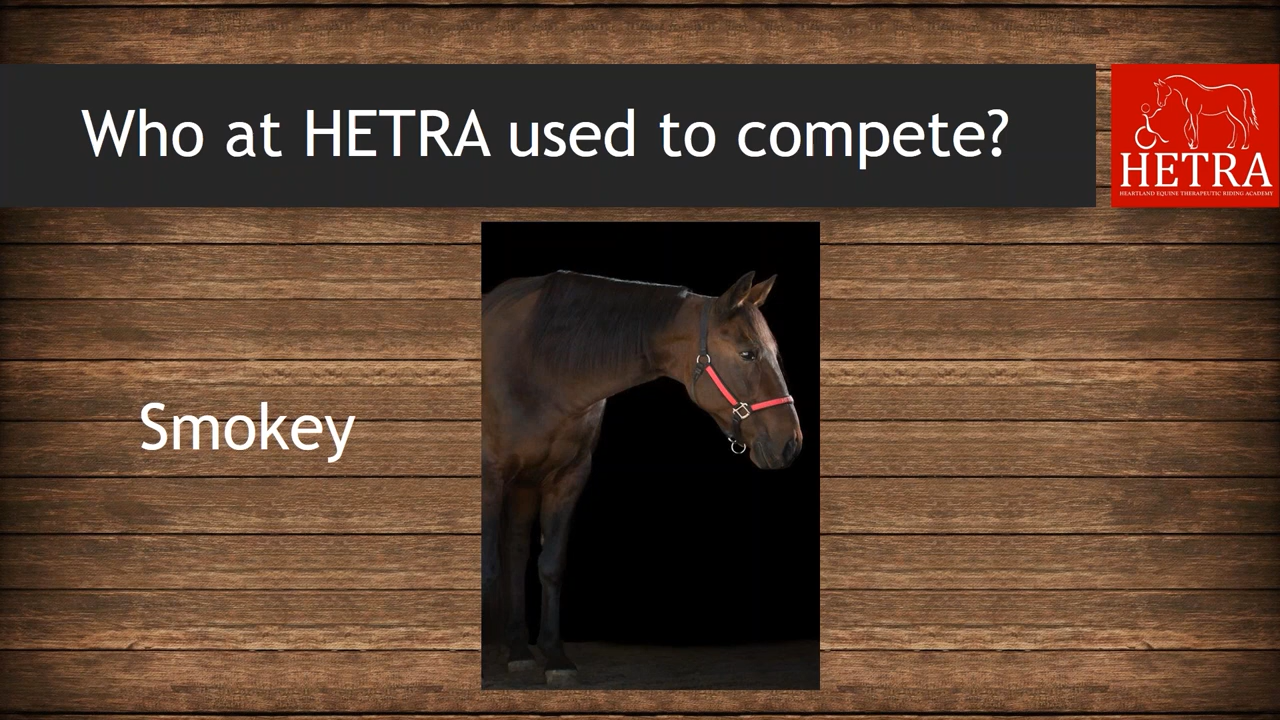 Who at HETRA used to compete?
HETRA
HEARTLAND EQUINE THERAPEUTIC RIDING ACADEMY
Smokey